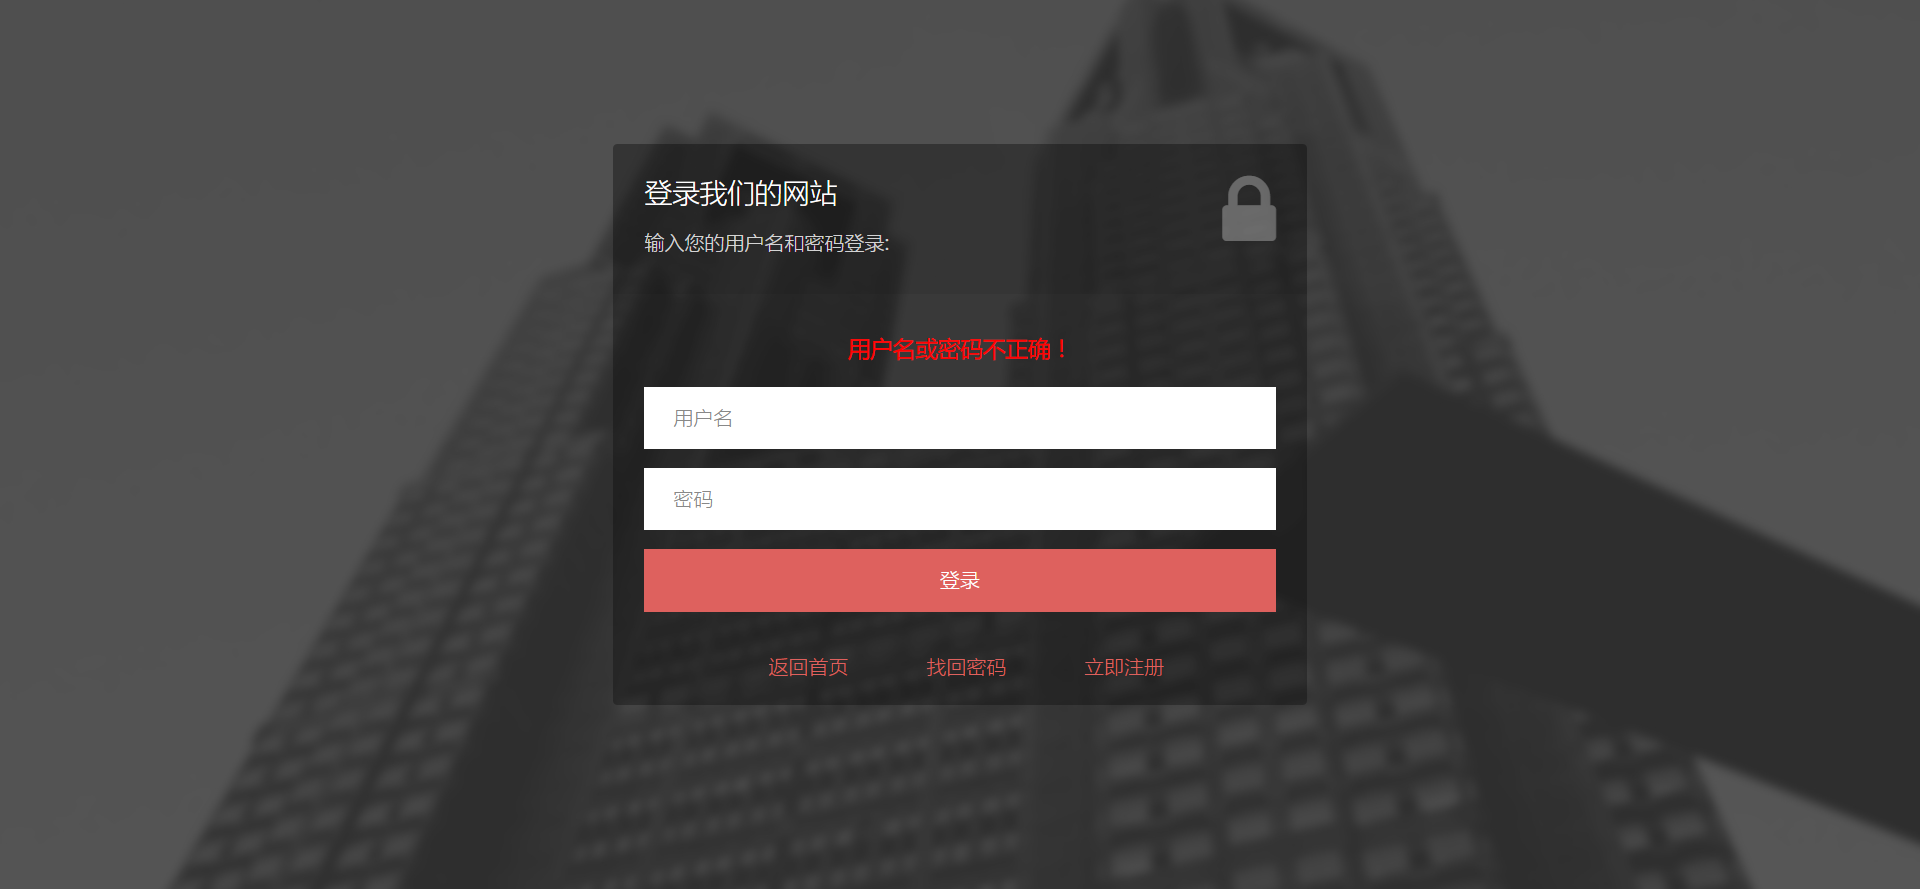 登录我们的网站
输入您的用户名和密码登录:
用户名或密码不正确！
用户名
密码
登录
返回首页 找回密码 立即注册